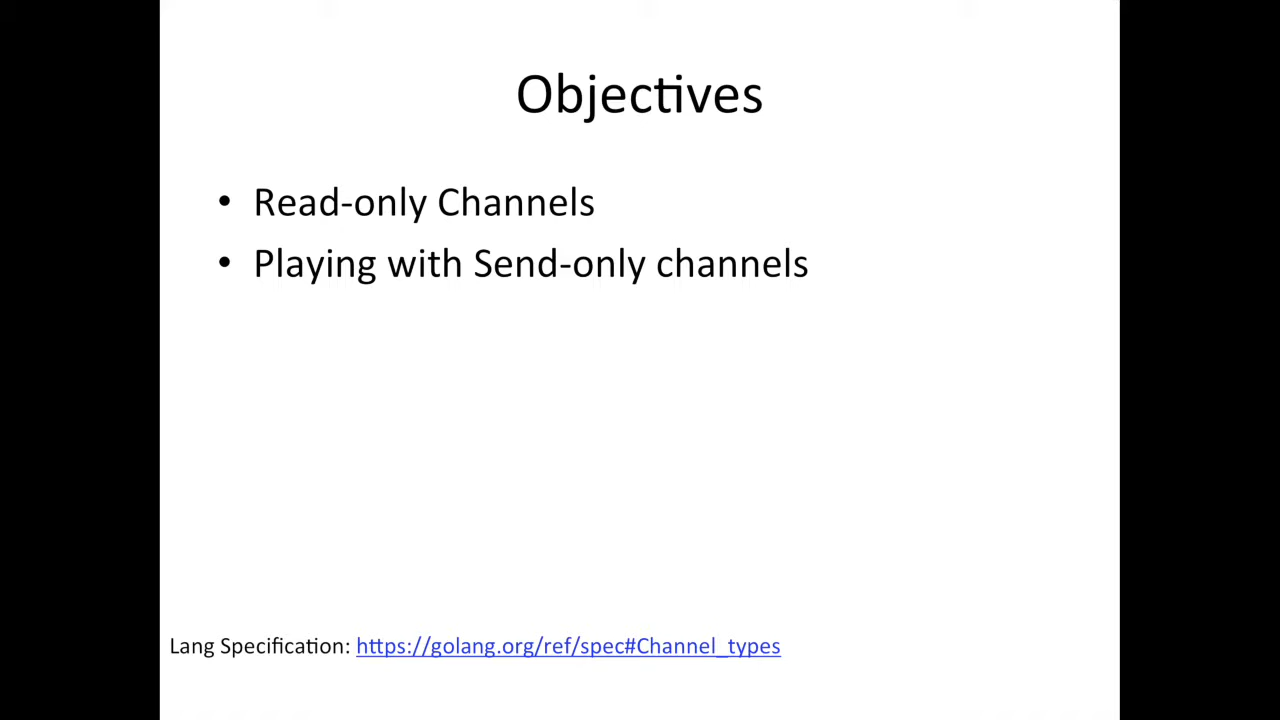 Objectives
• Read-only Channels
• Playing with Send-only channels
Lang Specification: https://golang.org/ref/spec#Channel_types